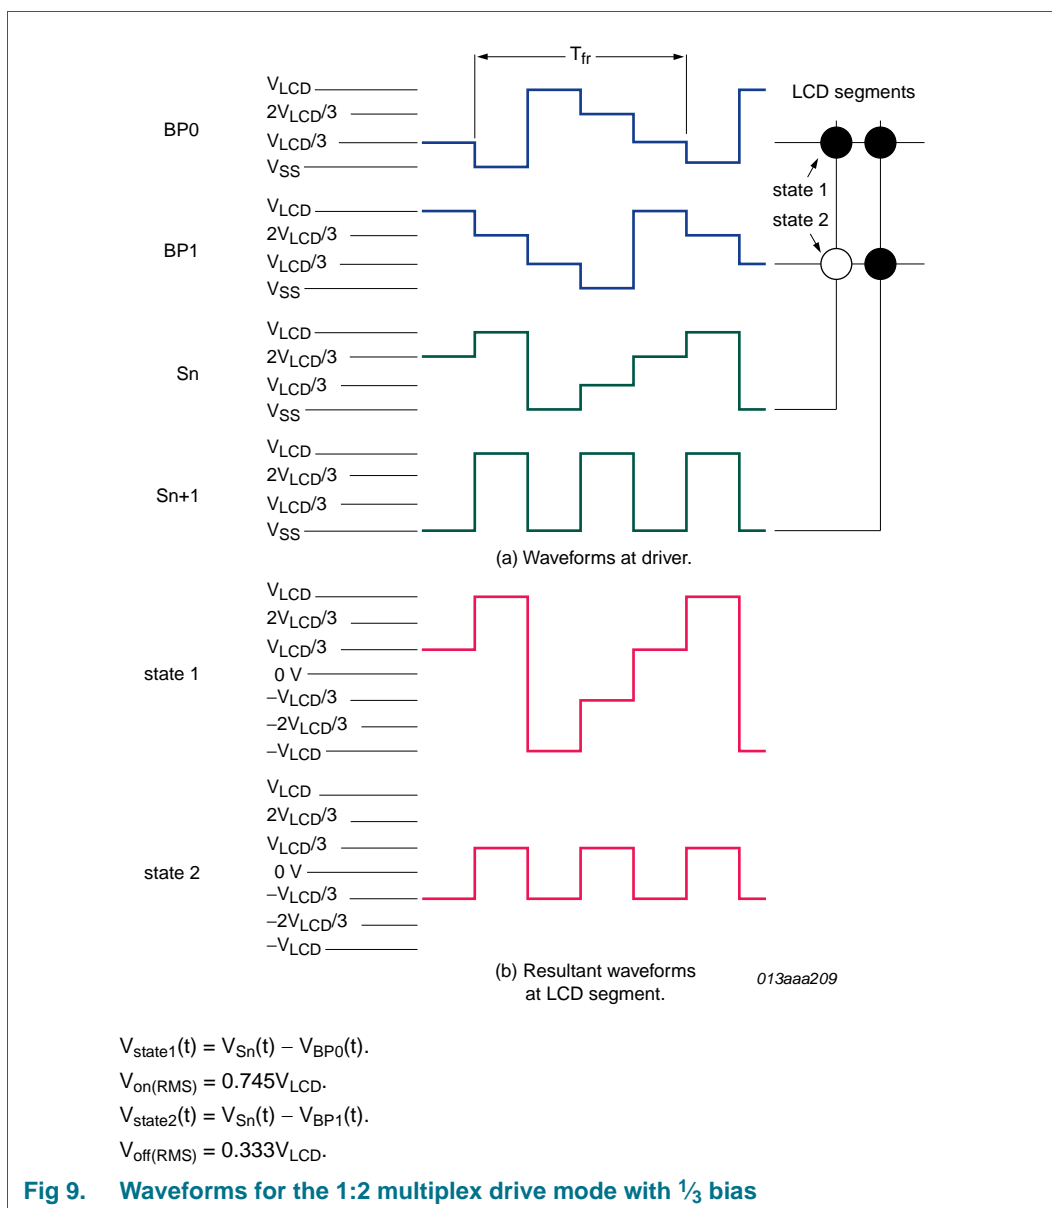 T_fr
BP0
V_LCD
2V_LCD/3
V_LCD/3
V_SS
LCD segments
state 1
state 2
BP1
V_LCD
2V_LCD/3
V_LCD/3
V_SS
Sn
V_LCD
2V_LCD/3
V_LCD/3
V_SS
Sn+1
V_LCD
2V_LCD/3
V_LCD/3
V_SS
(a) Waveforms at driver.
state 1
V_LCD
2V_LCD/3
V_LCD/3
0 V
−V_LCD/3
−2V_LCD/3
−V_LCD
state 2
V_LCD
2V_LCD/3
V_LCD/3
0 V
−V_LCD/3
−2V_LCD/3
−V_LCD
(b) Resultant waveforms
at LCD segment.
013aaa209
V_state1(t) = V_Sn(t) − V_BP0(t).
V_on(RMS) = 0.745V_LCD.
V_state2(t) = V_Sn(t) − V_BP1(t).
V_off(RMS) = 0.333V_LCD.
Fig 9. Waveforms for the 1:2 multiplex drive mode with 1⁄3 bias